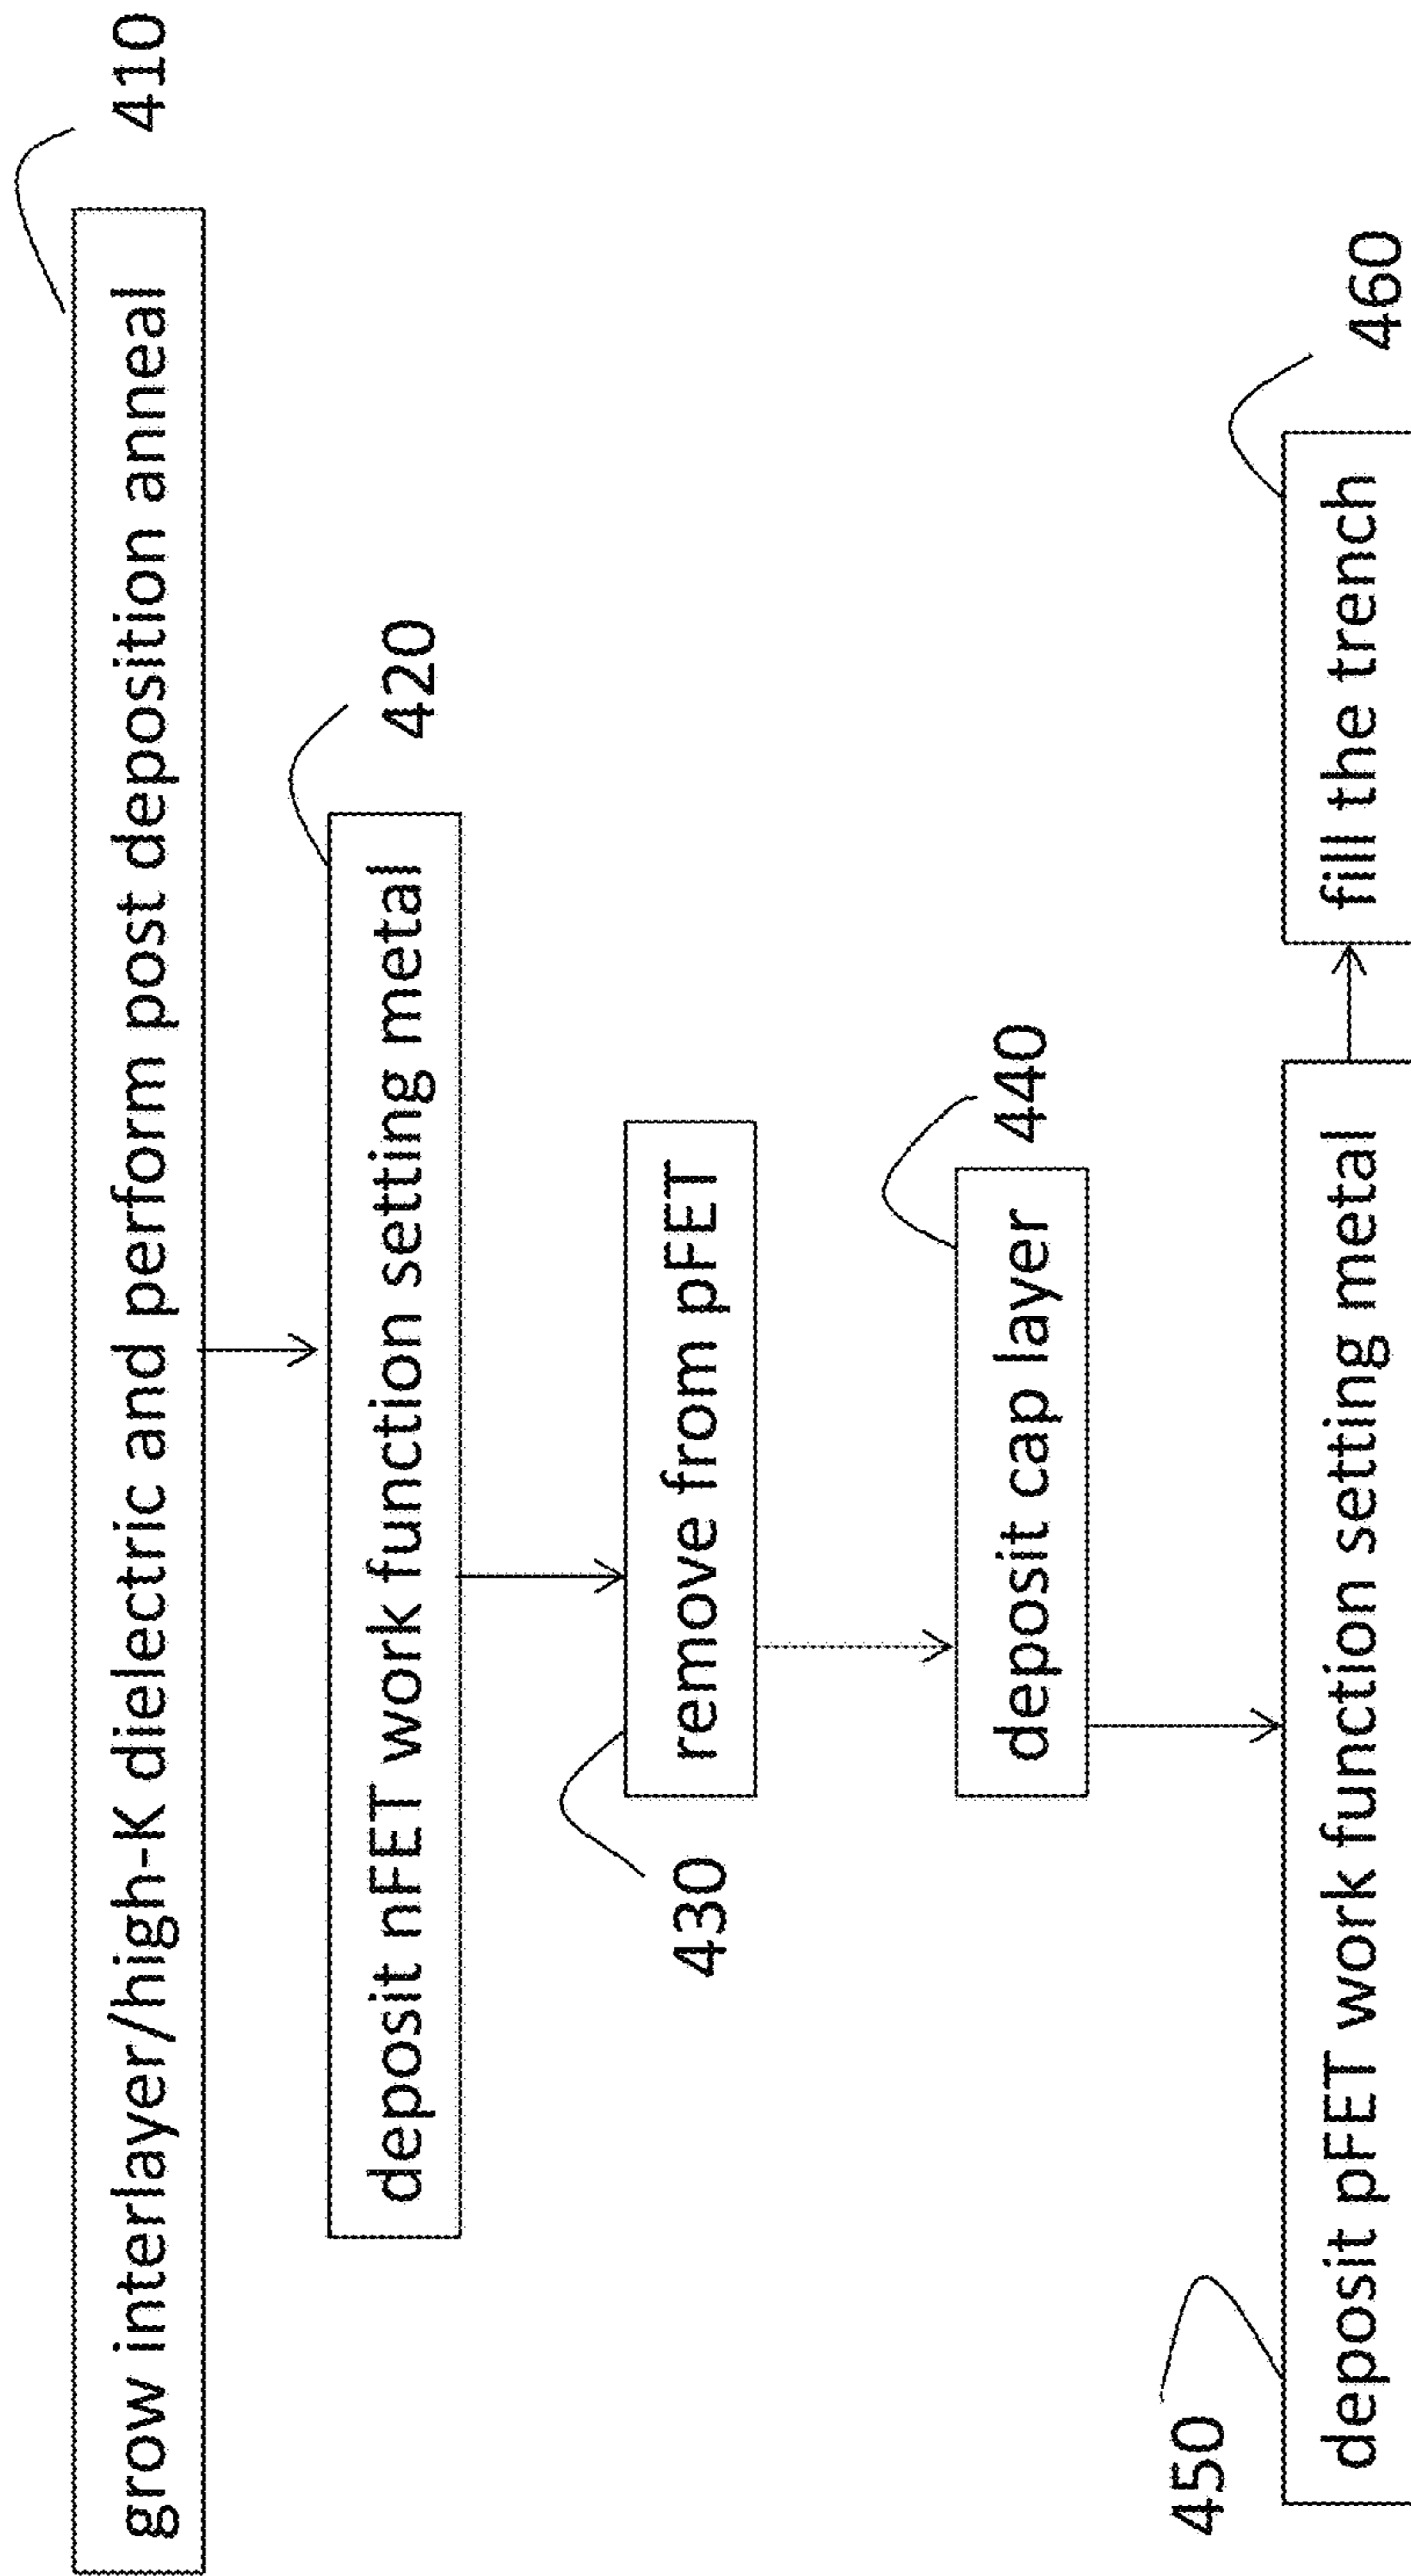 grow interlayer/high-K dielectric and perform post deposition anneal
410
deposit nFET work function setting metal
420
430
remove from pFET
deposit cap layer
440
450
deposit pFET work function setting metal
fill the trench
460